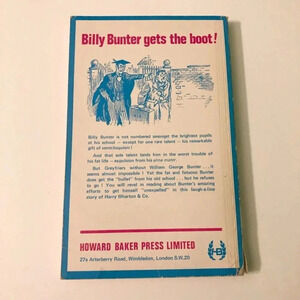 Billy Bunter gets the boot!
Billy Bunter is not numbered amongst the brightest pupils
at his school — except for one rare talent — his remarkable
gift of ventriloquism!
And that sole talent lands him in the worst trouble of
his fat life — expulsion from his alma mater.
But Greyfriars without William George Bunter . . . it
seems almost impossible ! Yet the fat and fatuous Bunter
does get the "bullet" from his old school . . . but he refuses
to go ! You will revel in reading about Bunter's amazing
efforts to get himself "unexpelled" in this laugh-a-line
story of Harry Wharton & Co.
HOWARD BAKER PRESS LIMITED
27a Arterberry Road, Wimbledon, London S.W.20
HB